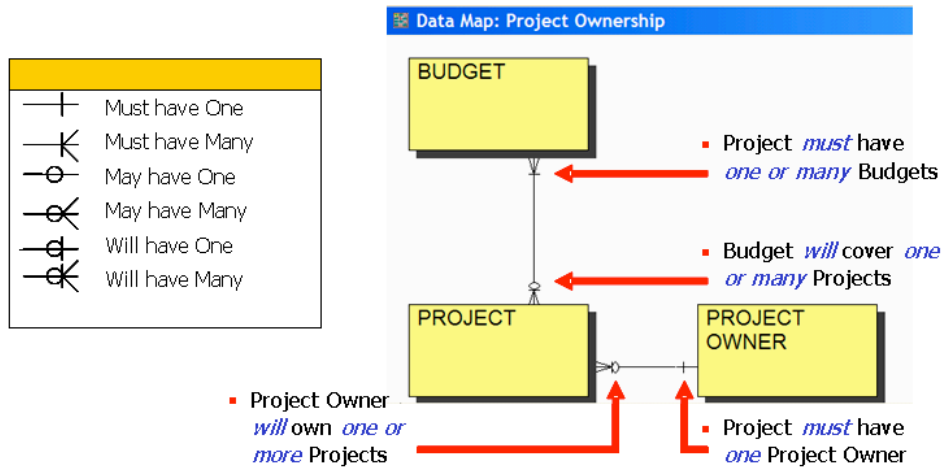 Must have One
Must have Many
May have One
May have Many
Will have One
Will have Many
Data Map: Project Ownership
BUDGET
▪ Project must have
one or many Budgets
▪ Budget will cover one
or many Projects
PROJECT
PROJECT
OWNER
▪ Project Owner
will own one or
more Projects
▪ Project must have
one Project Owner